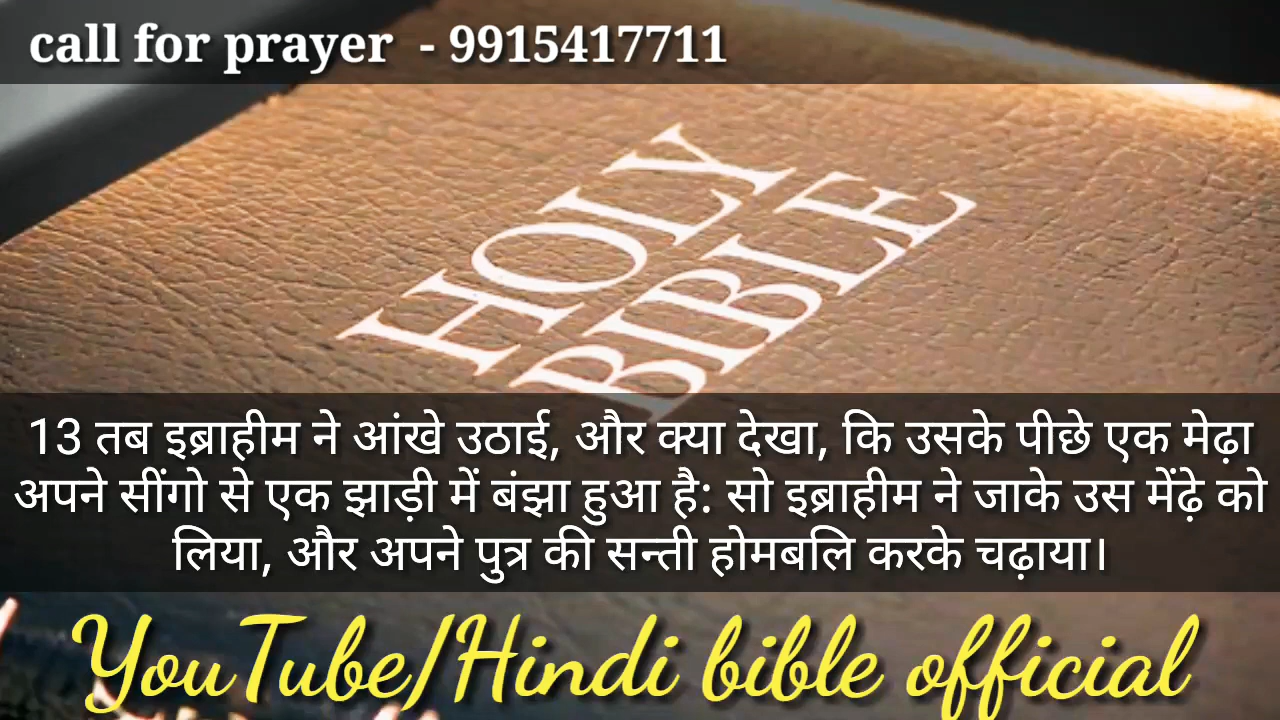 call for prayer - 9915417711
HOLY
BIBLE
13 तब इब्राहीम ने आंखे उठाई, और क्या देखा, कि उसके पीछे एक मेढ़ा
अपने सींगो से एक झाड़ी में बंझा हुआ है: सो इब्राहीम ने जाके उस मेंढ़े को
लिया, और अपने पुत्र की सन्ती होमबलि करके चढ़ाया।
YouTube/Hindi bible official